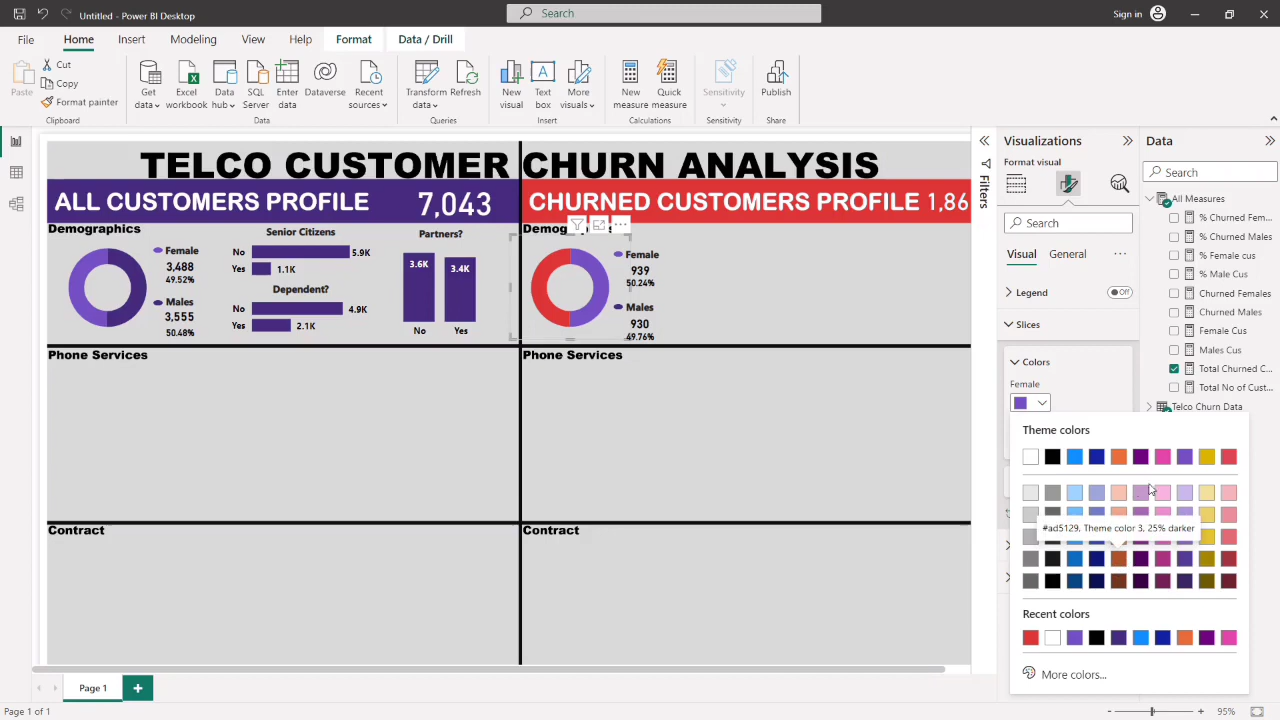 Untitled - Power BI Desktop
Search
Sign in
File
Home
Insert
Modeling
View
Help
Format
Data / Drill
Paste
Cut
Copy
Format painter
Clipboard
Get data
Excel workbook
Data hub
SQL Server
Enter data
Dataverse
Recent sources
Data
Transform data
Refresh
Queries
New visual
Text box
More visuals
Insert
New measure
Quick measure
Calculations
Sensitivity
Sensitivity
Publish
Share
TELCO CUSTOMER CHURN ANALYSIS
ALL CUSTOMERS PROFILE 7,043
CHURNED CUSTOMERS PROFILE 1,86
Demographics
Female
3,488
49.52%
Males
3,555
50.48%
Senior Citizens
No 5.9K
Yes 1.1K
Dependent?
No 4.9K
Yes 2.1K
Partners?
3.6K 3.4K
No Yes
Female
939
50.24%
Males
930
49.76%
Phone Services
Phone Services
Contract
Contract
Filters
Visualizations
Format visual
Search
Visual
General
Legend
Off
Slices
Colors
Female
Theme colors
#ad5129, Theme color 3, 25% darker
Recent colors
More colors...
Data
Search
All Measures
% Churned Fem...
% Churned Males
% Female cus
% Male Cus
Churned Females
Churned Males
Female Cus
Males Cus
Total Churned C...
Total No of Cust...
Telco Churn Data
Page 1
Page 1 of 1
95%